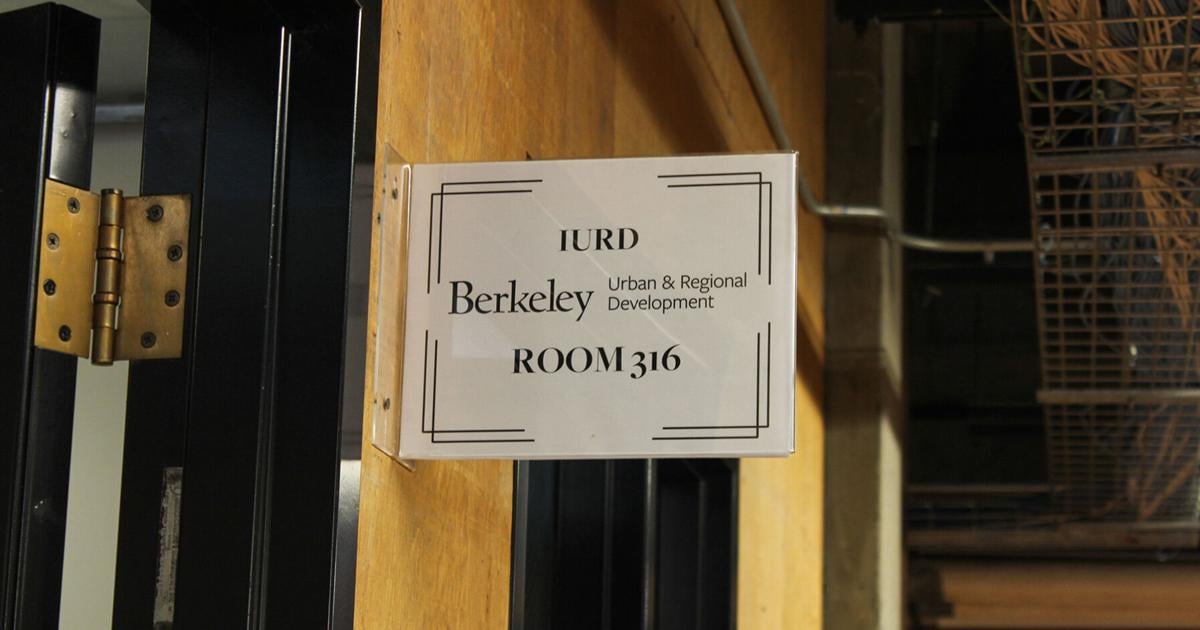 IURD
Berkeley Urban & Regional
Development
ROOM 316